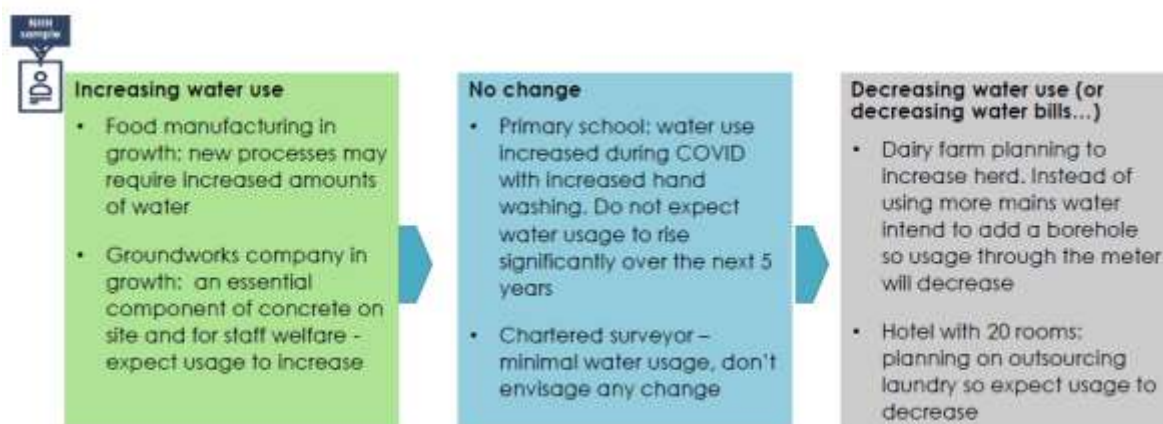 NHH
sample
Increasing water use
• Food manufacturing in
growth: new processes may
require increased amounts
of water
• Groundworks company in
growth:  an essential
component of concrete on
site and for staff welfare -
expect usage to increase
No change
• Primary school: water use
increased during COVID
with increased hand
washing. Do not expect
water usage to rise
significantly over the next 5
years
• Chartered surveyor –
minimal water usage, don't
envisage any change
Decreasing water use (or
decreasing water bills…)
• Dairy farm planning to
increase herd. Instead of
using more mains water
intend to add a borehole
so usage through the meter
will decrease
• Hotel with 20 rooms:
planning on outsourcing
laundry so expect usage to
decrease